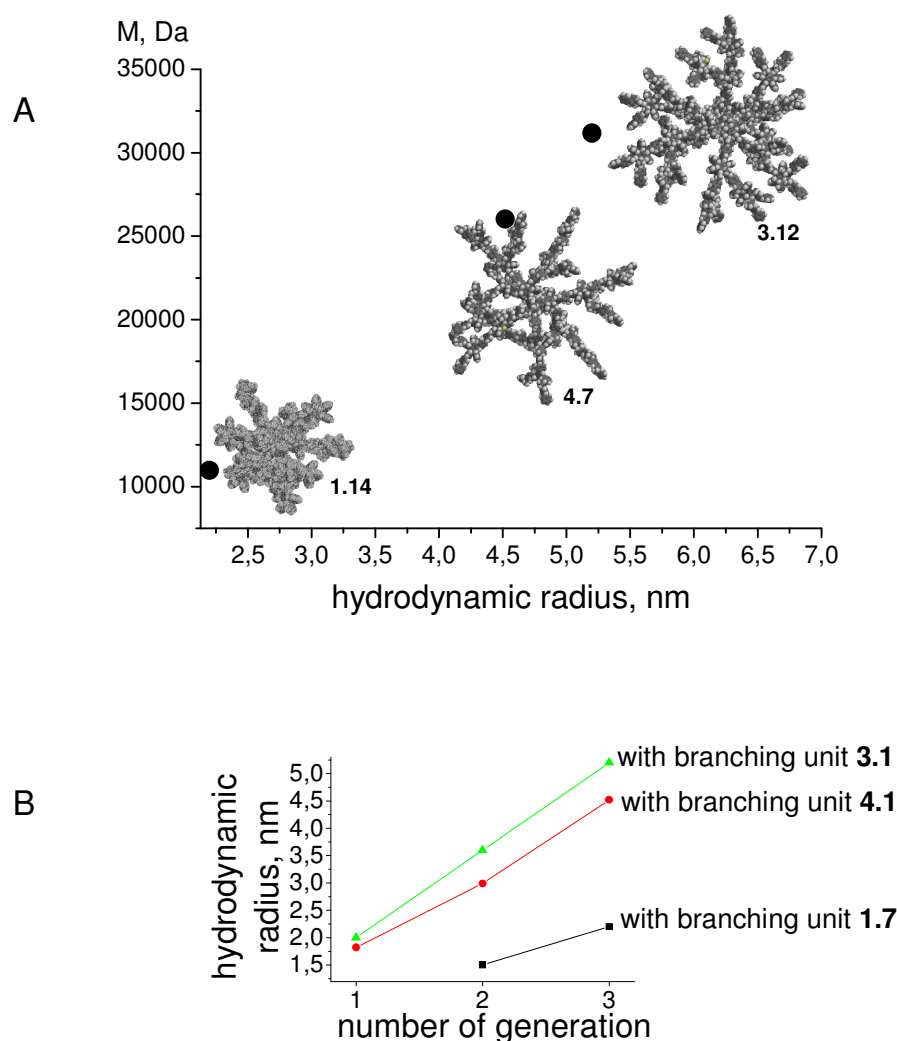 A
M, Da
35000
30000
25000
20000
15000
10000
3.12
4.7
1.14
2,5 3,0 3,5 4,0 4,5 5,0 5,5 6,0 6,5 7,0
hydrodynamic radius, nm
B
hydrodynamic
radius, nm
5,0
4,5
4,0
3,5
3,0
2,5
2,0
1,5
with branching unit 3.1
with branching unit 4.1
with branching unit 1.7
1 2 3
number of generation